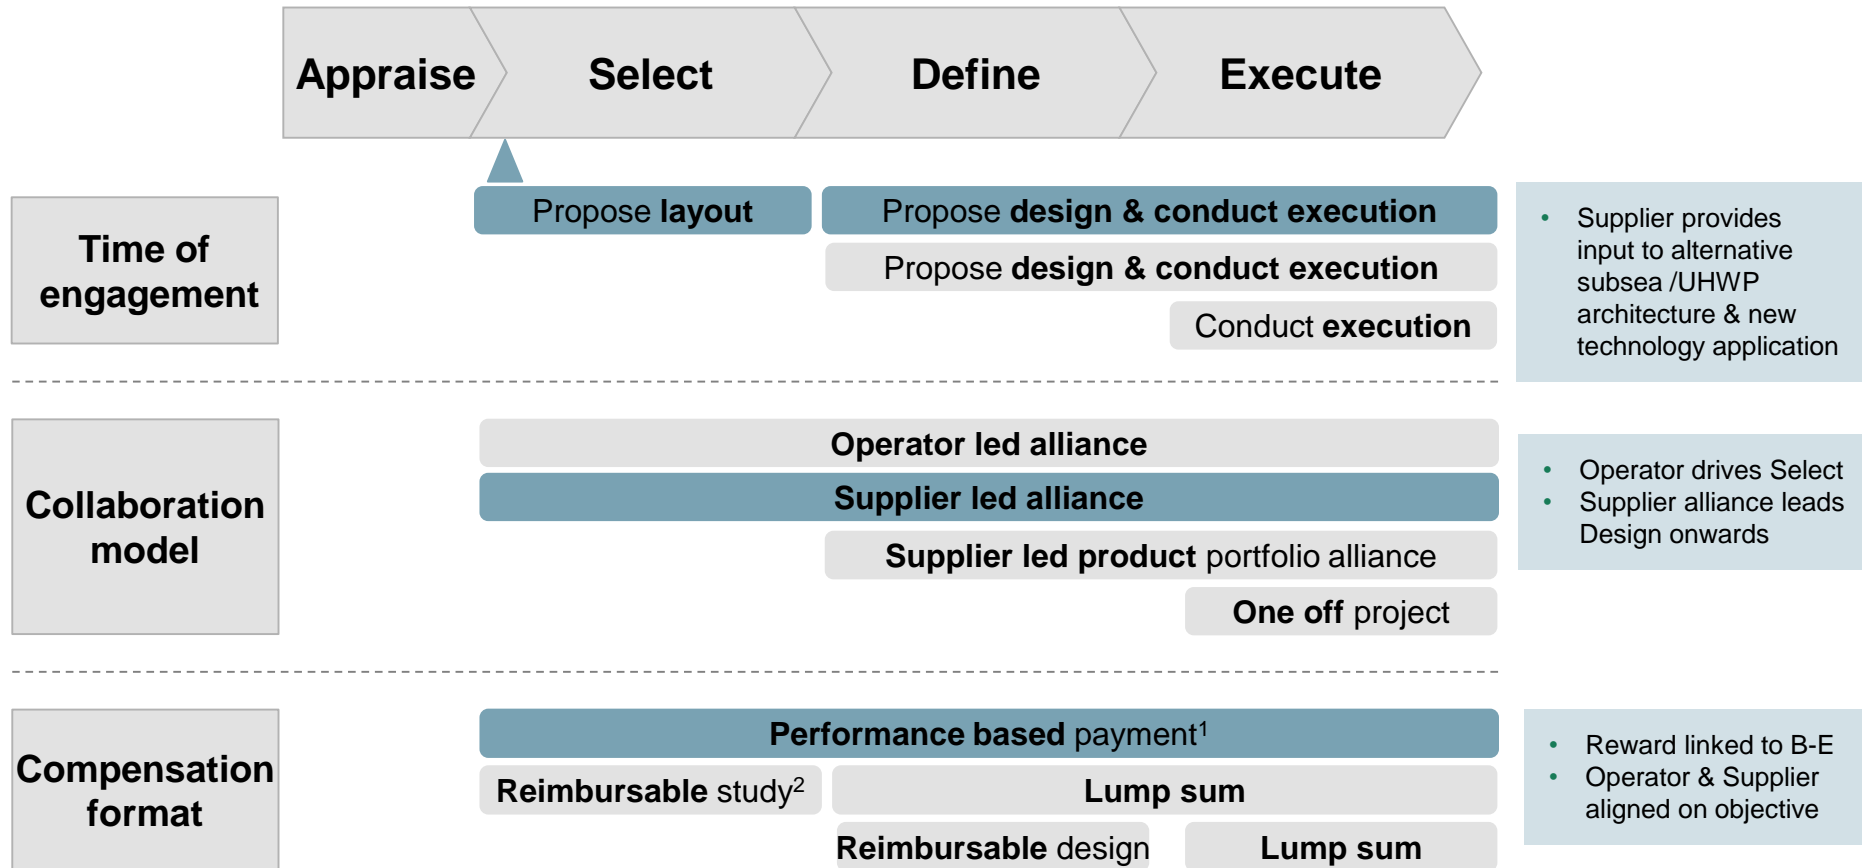 Appraise
Select
Define
Execute
Time of
engagement
Propose layout
Propose design & conduct execution
Propose design & conduct execution
Conduct execution
• Supplier provides
input to alternative
subsea /UHWP
architecture & new
technology application
Collaboration
model
Operator led alliance
Supplier led alliance
Supplier led product portfolio alliance
One off project
• Operator drives Select
• Supplier alliance leads
Design onwards
Compensation
format
Performance based payment¹
Reimbursable study²
Lump sum
Reimbursable design
Lump sum
• Reward linked to B-E
• Operator & Supplier
aligned on objective